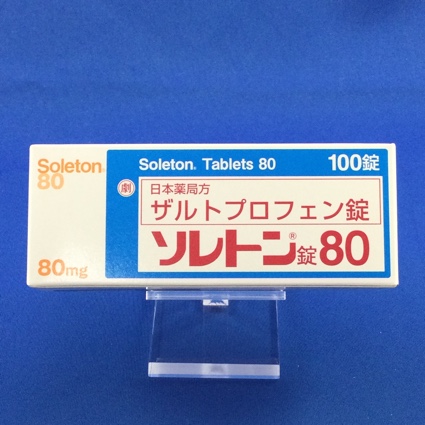 Soleton®
80
80mg
Soleton® Tablets 80 100錠
劇
日本薬局方
ザルトプロフェン錠
ソレトン®錠80